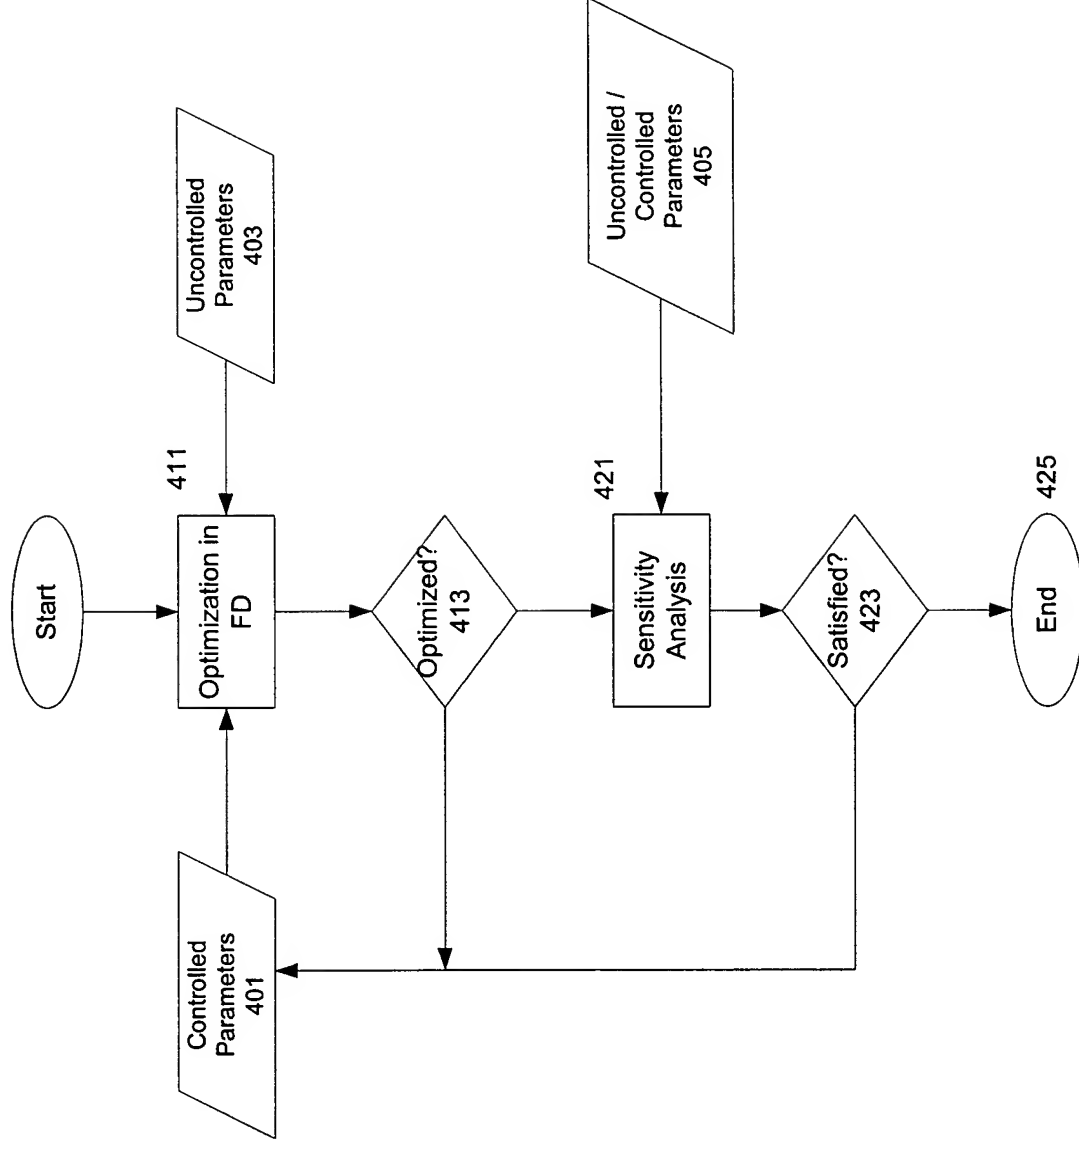 Start
Controlled
Parameters
401
Optimization in
FD
411
Uncontrolled
Parameters
403
Optimized?
413
Sensitivity
Analysis
421
Uncontrolled /
Controlled
Parameters
405
Satisfied?
423
End
425